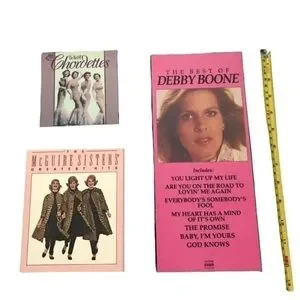 Chordettes
THE
McGUIRE SISTERS
GREATEST HITS
THE BEST OF
DEBBY BOONE
Includes:
YOU LIGHT UP MY LIFE
ARE YOU ON THE ROAD TO
LOVIN' ME AGAIN
EVERYBODY'S SOMEBODY'S
FOOL
MY HEART HAS A MIND
OF IT'S OWN
THE PROMISE
BABY, I'M YOURS
GOD KNOWS